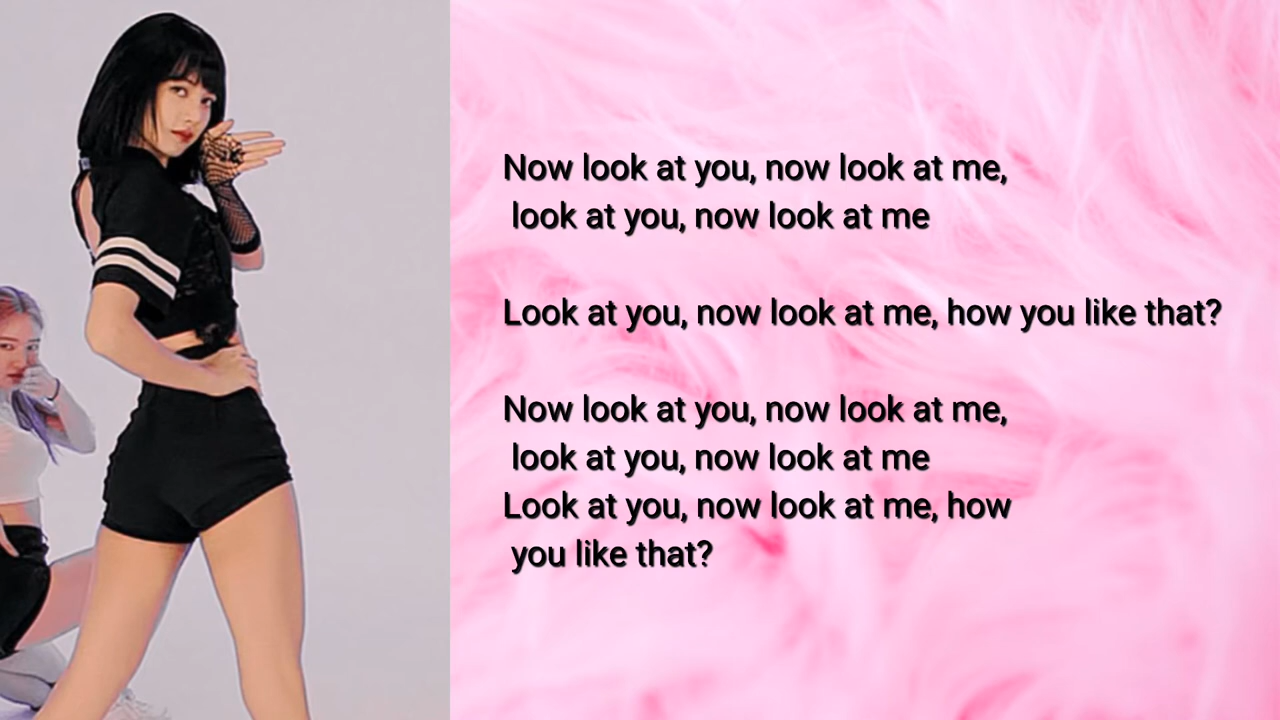 Now look at you, now look at me,
look at you, now look at me
Look at you, now look at me, how you like that?
Now look at you, now look at me,
look at you, now look at me
Look at you, now look at me, how
you like that?